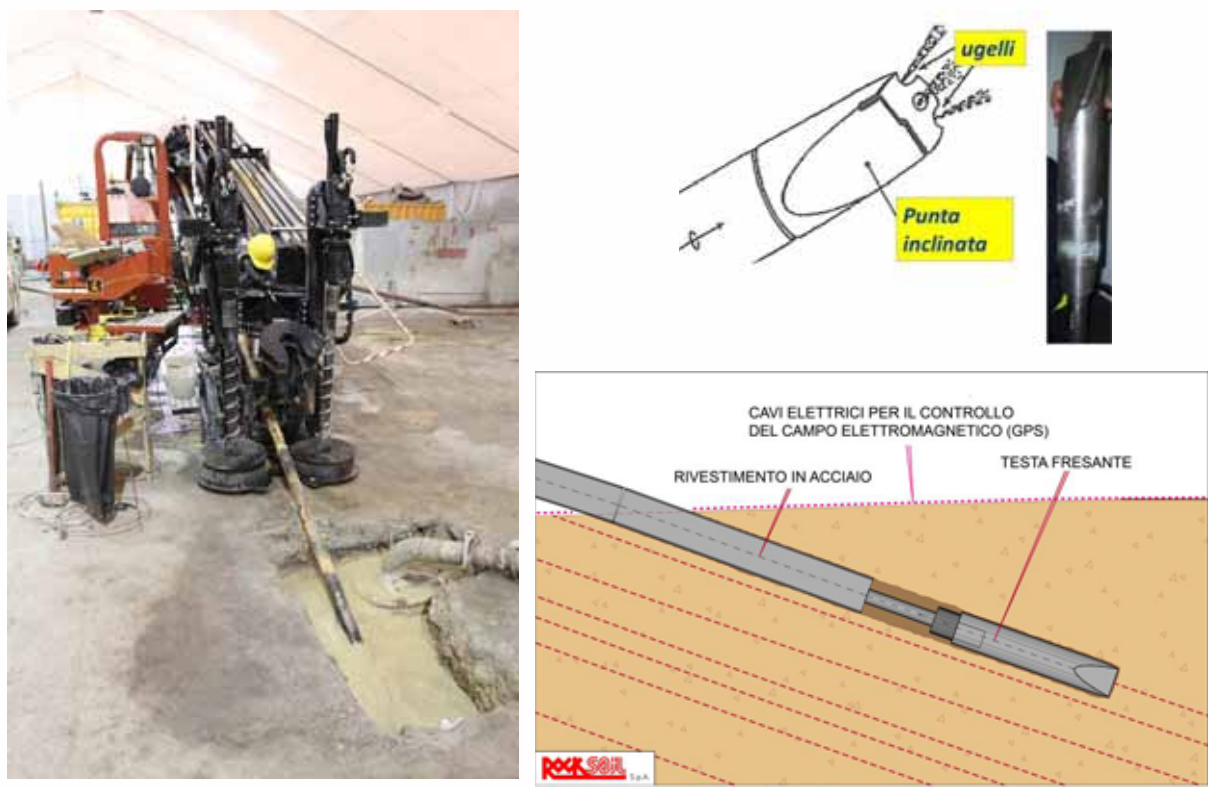 ugelli
Punta
inclinata
CAVI ELETTRICI PER IL CONTROLLO
DEL CAMPO ELETTROMAGNETICO (GPS)
RIVESTIMENTO IN ACCIAIO
TESTA FRESANTE
ROCKSOIL S.p.A.